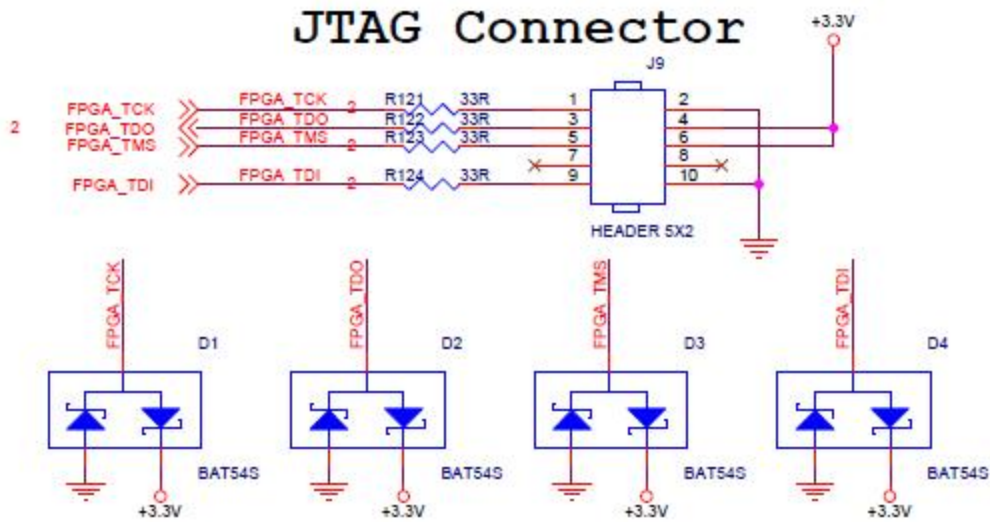 JTAG Connector
+3.3V
J9
FPGA_TCK FPGA_TCK 2 R121 33R 1 2
2 FPGA_TDO FPGA_TDO R122 33R 3 4
FPGA_TMS FPGA_TMS 2 R123 33R 5 6
7 8
FPGA_TDI FPGA_TDI 2 R124 33R 9 10
HEADER 5X2
FPGA_TCK FPGA_TDO FPGA_TMS FPGA_TDI
D1 D2 D3 D4
BAT54S BAT54S BAT54S BAT54S
+3.3V +3.3V +3.3V +3.3V